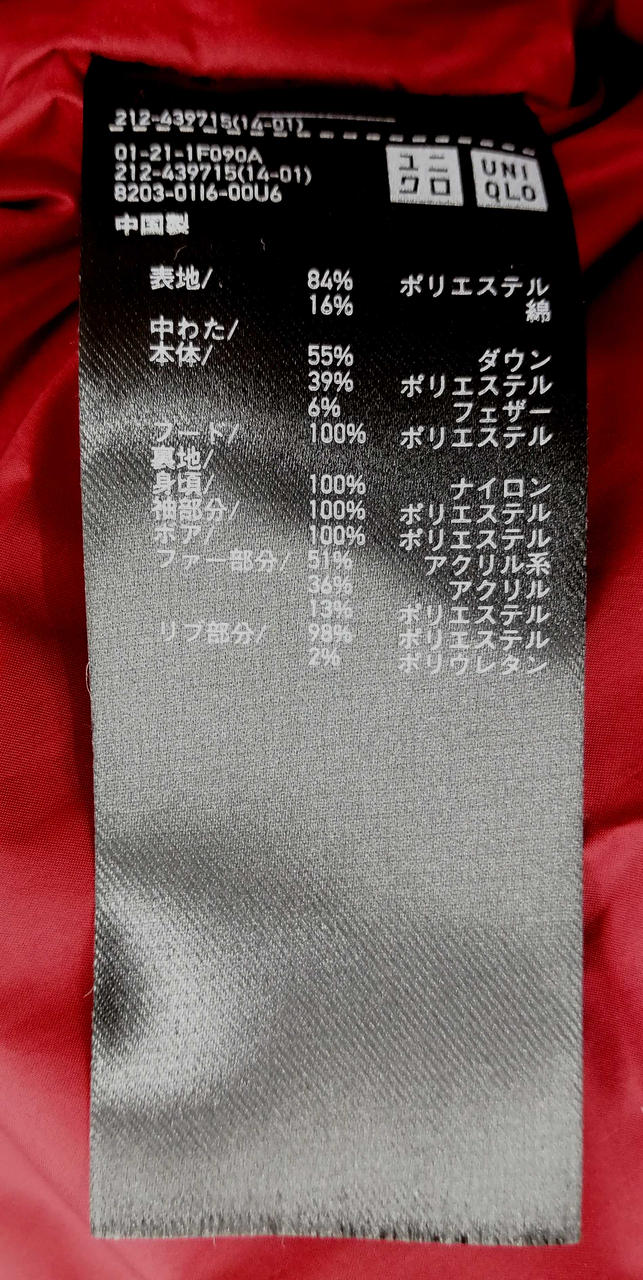 212-439715(14-01)
01-21-1F090A
212-439715(14-01)
8203-01I6-00U6
ユニ
クロ
UNI
QLO
中国製
表地/ 84% ポリエステル
16% 綿
中わた/
本体/ 55% ダウン
39% ポリエステル
6% フェザー
フード/ 100% ポリエステル
裏地/
身頃/ 100% ナイロン
袖部分/ 100% ポリエステル
ボア/ 100% ポリエステル
ファー部分/ 51% アクリル系
36% アクリル
13% ポリエステル
リブ部分/ 98% ポリエステル
2% ポリウレタン